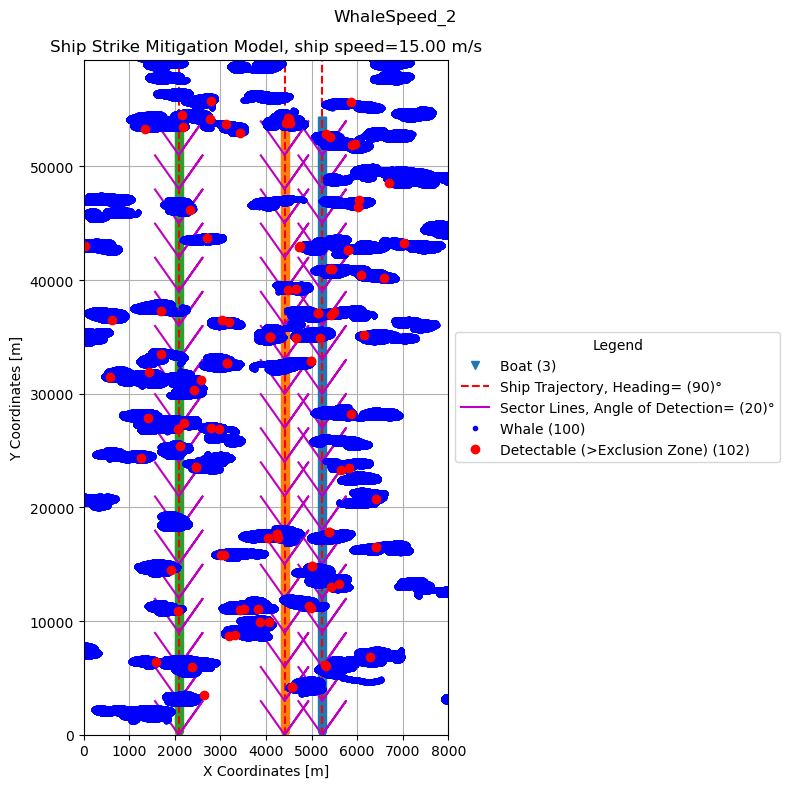 WhaleSpeed_2
Ship Strike Mitigation Model, ship speed=15.00 m/s
50000
40000
30000
20000
10000
0
Y Coordinates [m]
0 1000 2000 3000 4000 5000 6000 7000 8000
X Coordinates [m]
Legend
Boat (3)
Ship Trajectory, Heading= (90)°
Sector Lines, Angle of Detection= (20)°
Whale (100)
Detectable (>Exclusion Zone) (102)